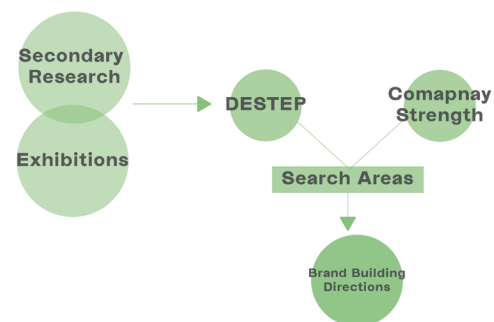 Secondary
Research
Exhibitions
DESTEP
Comapnay
Strength
Search Areas
Brand Building
Directions